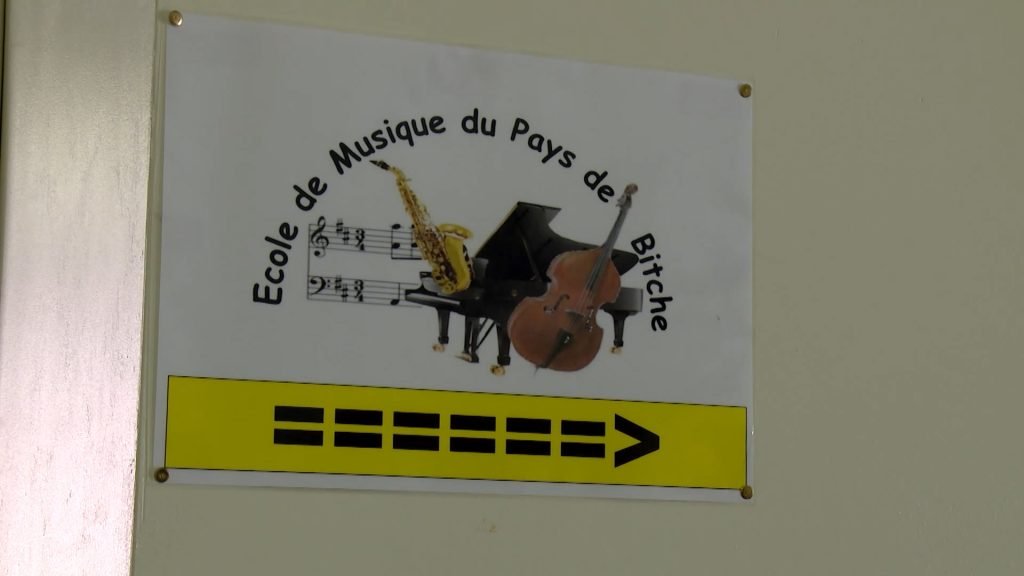 Ecole de Musique du Pays de Bitche
======>